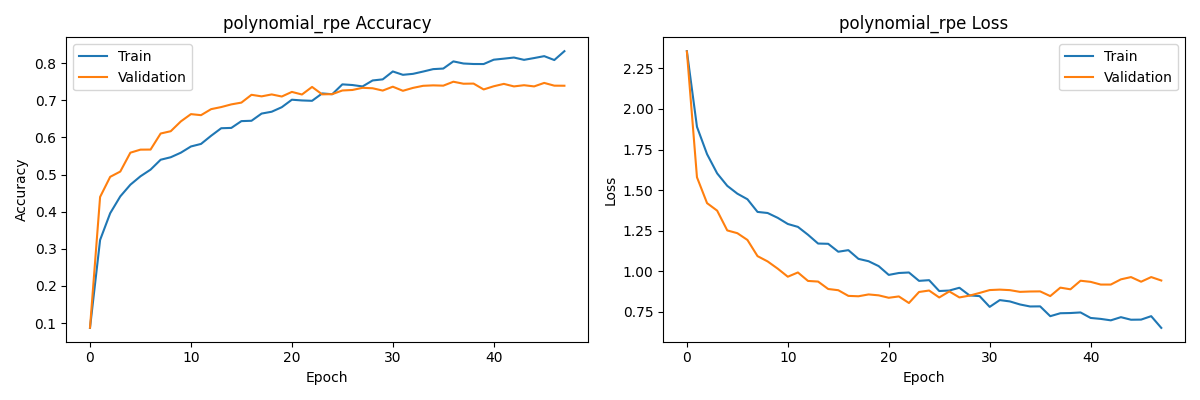 polynomial_rpe Accuracy
Train
Validation
Accuracy
0.8
0.7
0.6
0.5
0.4
0.3
0.2
0.1
0
10
20
30
40
Epoch
polynomial_rpe Loss
Train
Validation
Loss
2.25
2.00
1.75
1.50
1.25
1.00
0.75
0
10
20
30
40
Epoch